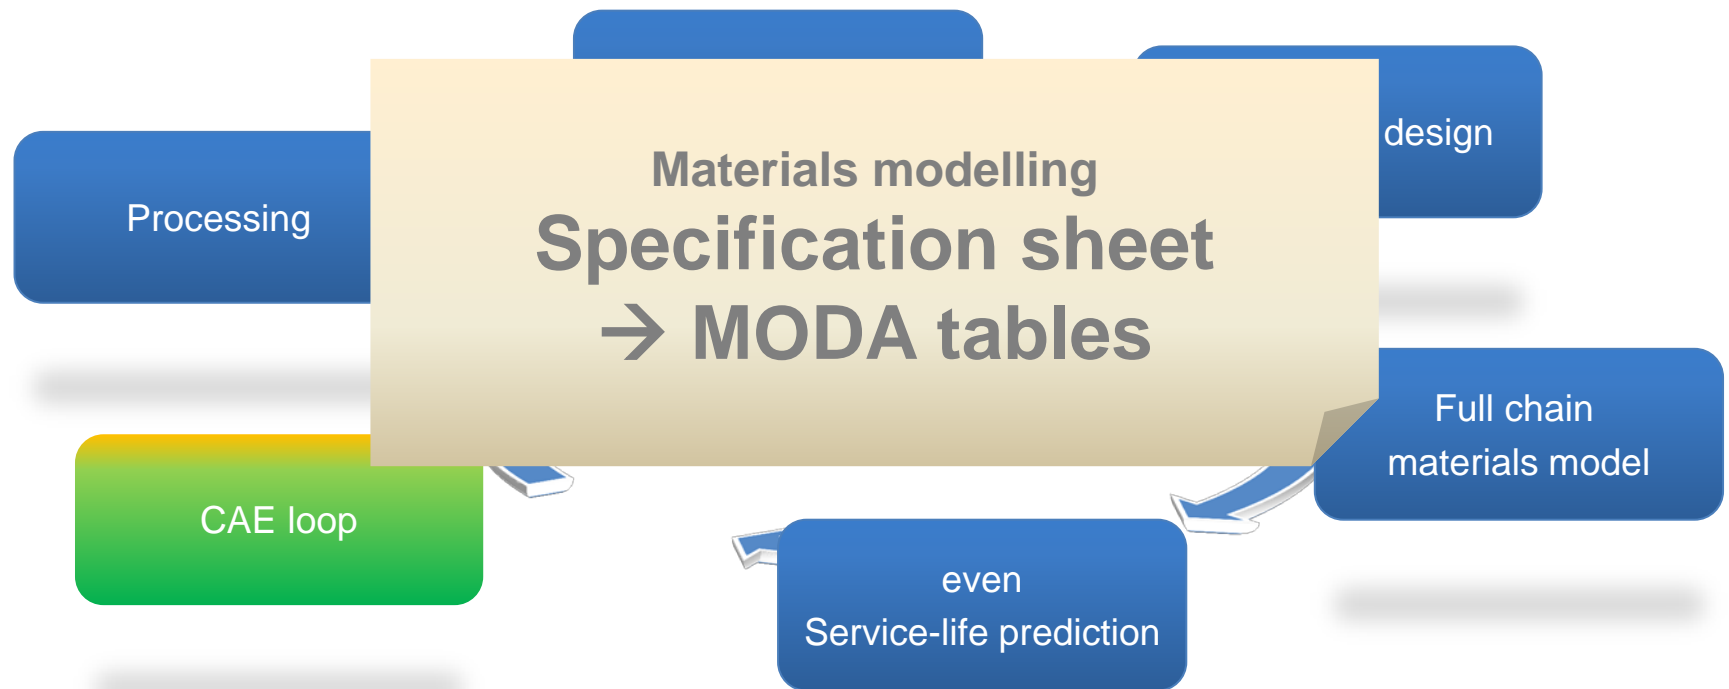 design
Processing
Materials modelling
Specification sheet
→ MODA tables
Full chain
materials model
CAE loop
even
Service-life prediction